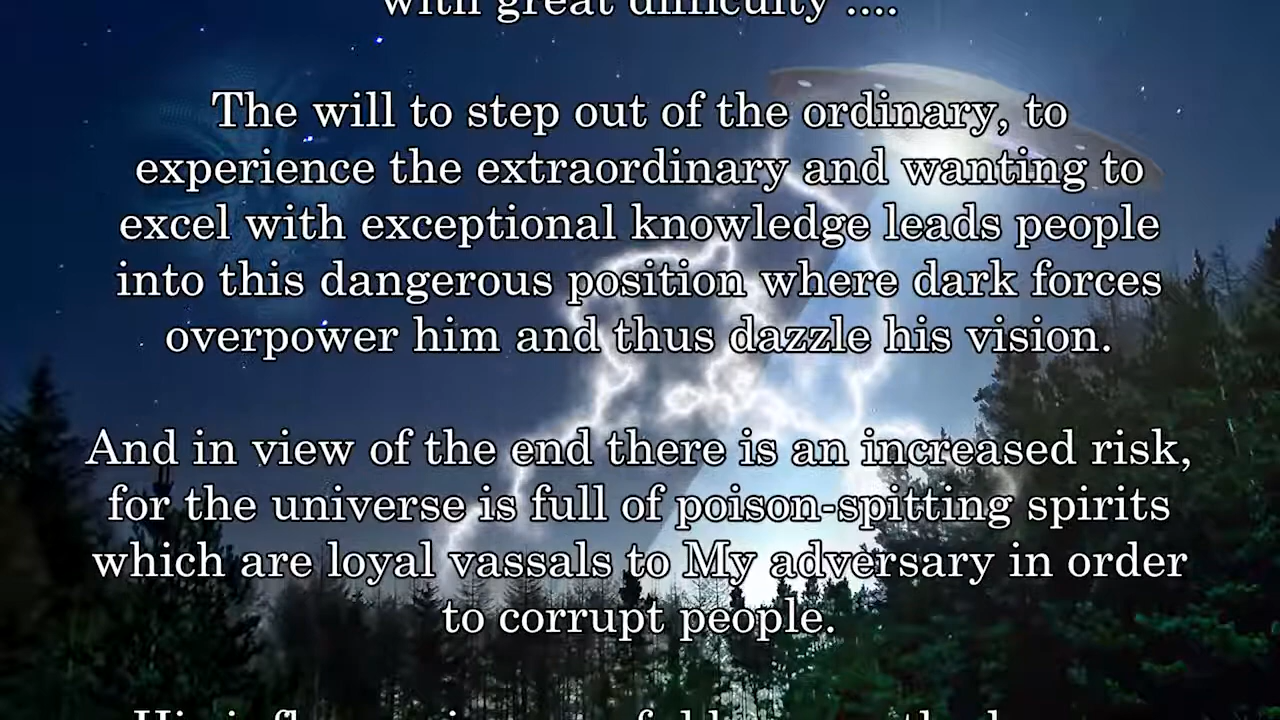 with great difficulty ....
The will to step out of the ordinary, to
experience the extraordinary and wanting to
excel with exceptional knowledge leads people
into this dangerous position where dark forces
overpower him and thus dazzle his vision.
And in view of the end there is an increased risk,
for the universe is full of poison-spitting spirits
which are loyal vassals to My adversary in order
to corrupt people.